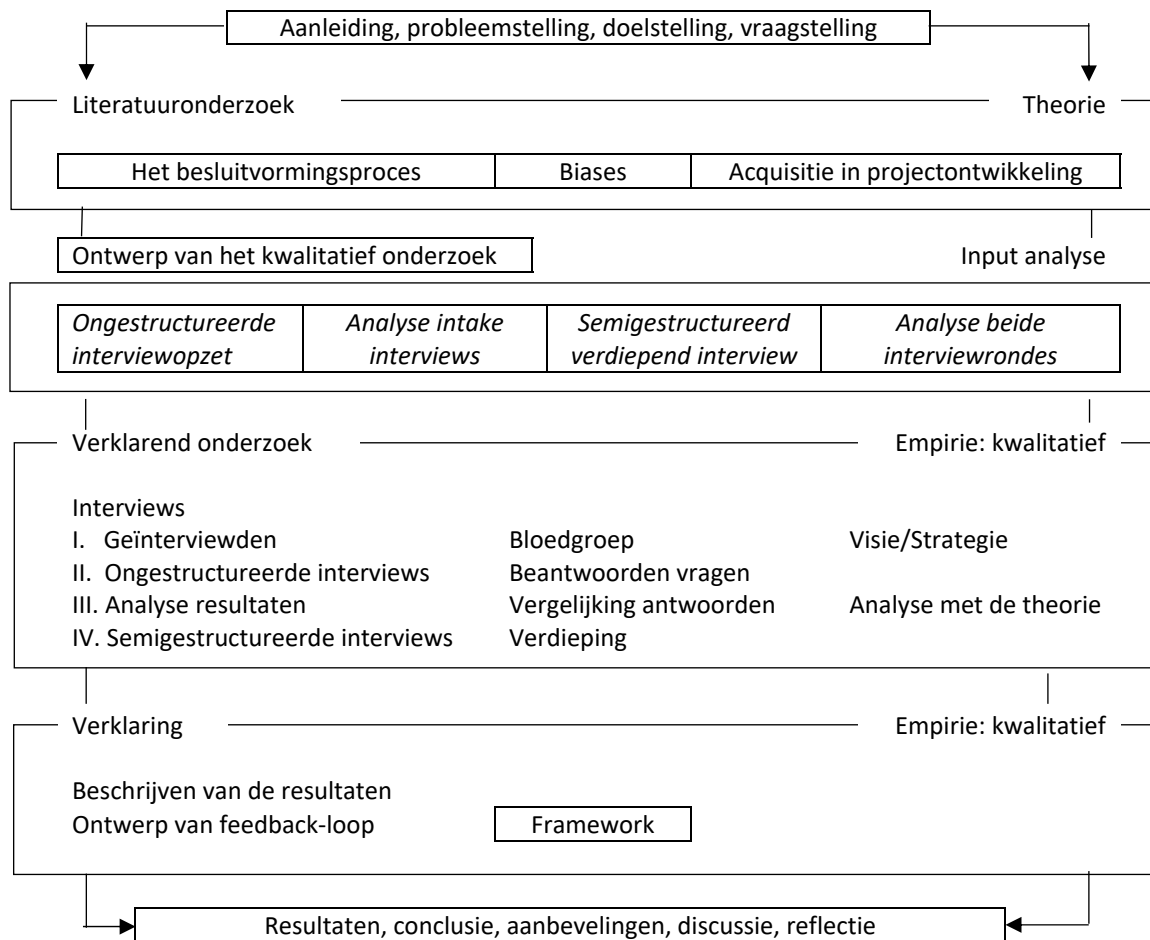 Aanleiding, probleemstelling, doelstelling, vraagstelling
Literatuuronderzoek Theorie
Het besluitvormingsproces Biases Acquisitie in projectontwikkeling
Ontwerp van het kwalitatief onderzoek Input analyse
Ongestructureerde interviewopzet
Analyse intake interviews
Semigestructureerd verdiepend interview
Analyse beide interviewrondes
Verklarend onderzoek Empirie: kwalitatief
Interviews
I. Geïnterviewden Bloedgroep Visie/Strategie
II. Ongestructureerde interviews Beantwoorden vragen
III. Analyse resultaten Vergelijking antwoorden Analyse met de theorie
IV. Semigestructureerde interviews Verdieping
Verklaring Empirie: kwalitatief
Beschrijven van de resultaten
Ontwerp van feedback-loop Framework
Resultaten, conclusie, aanbevelingen, discussie, reflectie